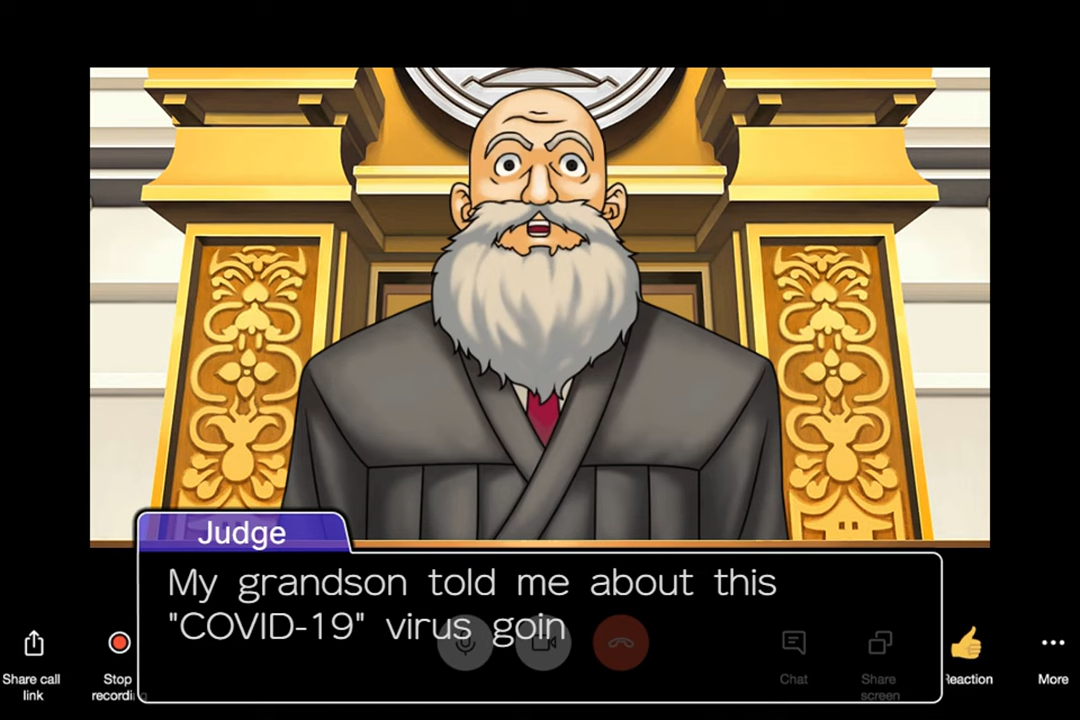 Judge
My grandson told me about this
"COVID-19" virus goin
Share call
link
Stop
recording
Chat
Share
screen
Reaction
More